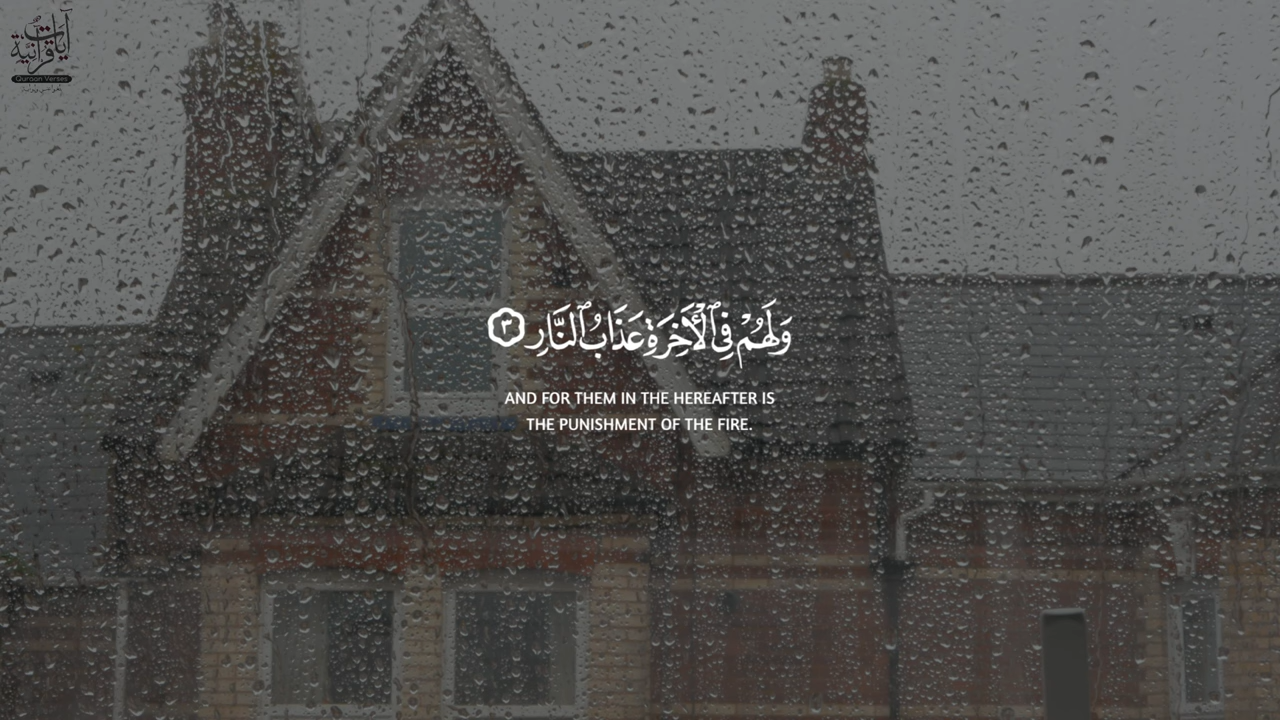 آيات
قرآنية
Quraan Verses
وَلَهُمْ فِي ٱلْأَخِرَةِ عَذَابُ ٱلنَّارِ ٣
AND FOR THEM IN THE HEREAFTER IS
THE PUNISHMENT OF THE FIRE.